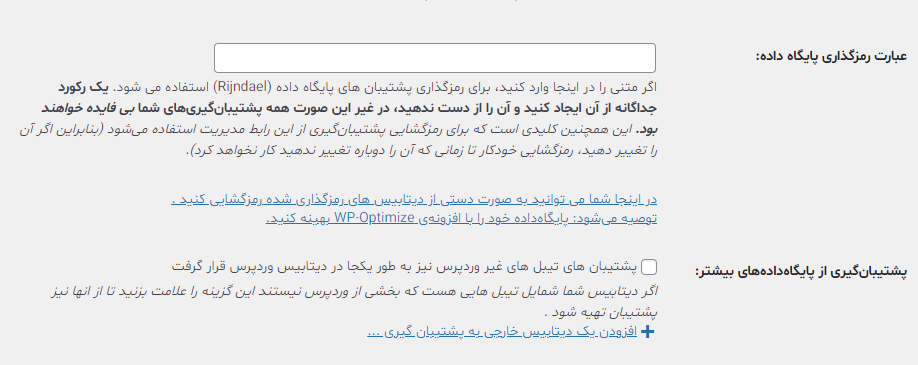 عبارت رمزگذاری پایگاه داده:
اگر متنی را در اینجا وارد کنید، برای رمزگذاری پشتیبان های پایگاه داده (Rijndael) استفاده می شود. یک رکورد
جداگانه از آن ایجاد کنید و آن را از دست ندهید، در غیر این صورت همه پشتیبان‌گیری‌های شما بی فایده خواهند
بود. این همچنین کلیدی است که برای رمزگشایی پشتیبان‌گیری از این رابط مدیریت استفاده می‌شود (بنابراین اگر آن
را تغییر دهید، رمزگشایی خودکار تا زمانی که آن را دوباره تغییر ندهید کار نخواهد کرد).
در اینجا شما می توانید به صورت دستی از دیتابیس های رمزگذاری شده رمزگشایی کنید .
توصیه می‌شود: پایگاه‌داده خود را با افزونه‌ی WP-Optimize بهینه کنید.
پشتیبان‌گیری از پایگاه‌داده‌های بیشتر:
پشتیبان های تیبل های غیر وردپرس نیز به طور یکجا در دیتابیس وردپرس قرار گرفت
اگر دیتابیس شما شمایل تیبل هایی هست که بخشی از وردپرس نیستند این گزینه را علامت بزنید تا از انها نیز
پشتیبان تهیه شود .
افزودن یک دیتابیس خارجی به پشتیبان گیری ...